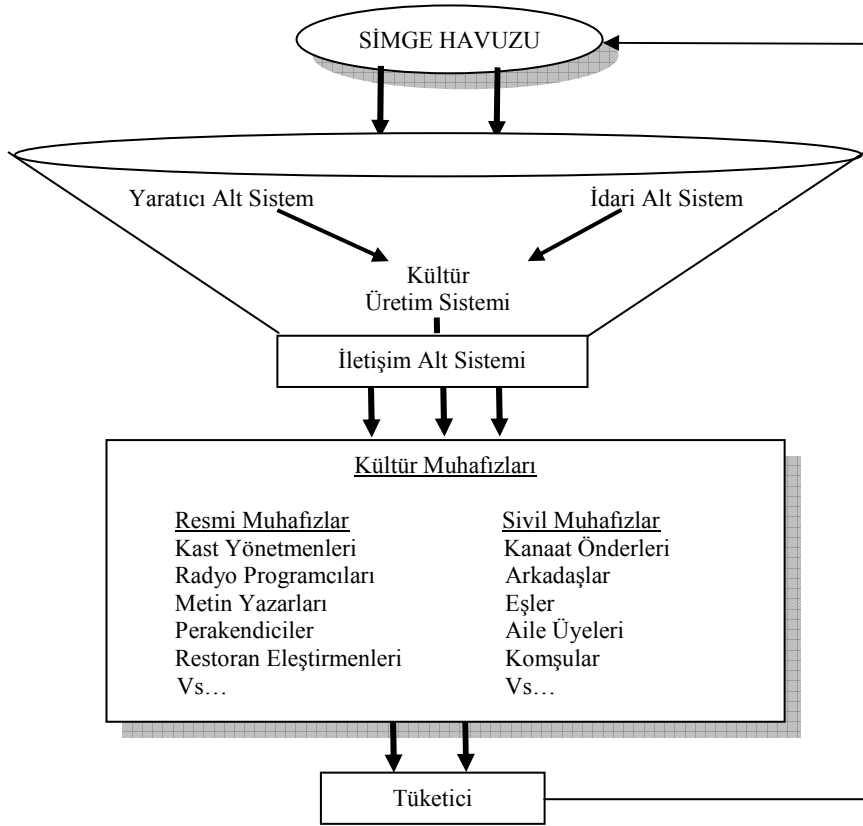 SİMGE HAVUZU
Yaratıcı Alt Sistem
İdari Alt Sistem
Kültür
Üretim Sistemi
İletişim Alt Sistemi
Kültür Muhafızları
Resmi Muhafızlar
Kast Yönetmenleri
Radyo Programcıları
Metin Yazarları
Perakendiciler
Restoran Eleştirmenleri
Vs…
Sivil Muhafızlar
Kanaat Önderleri
Arkadaşlar
Eşler
Aile Üyeleri
Komşular
Vs…
Tüketici